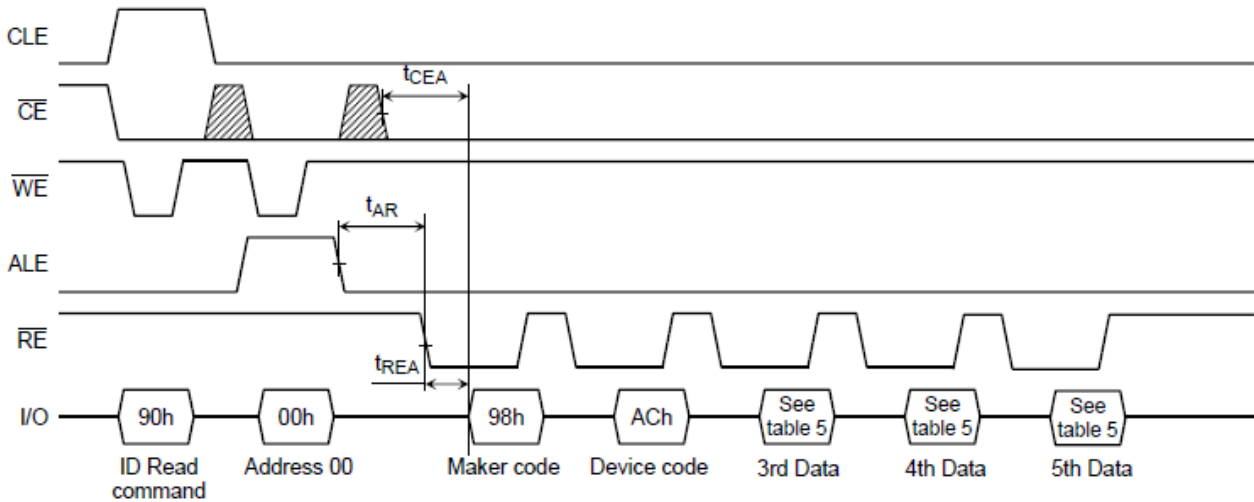 CLE
tCEA
CE
WE
tAR
ALE
RE
tREA
I/O
90h
00h
98h
ACh
See
table 5
See
table 5
See
table 5
ID Read
command
Address 00
Maker code
Device code
3rd Data
4th Data
5th Data